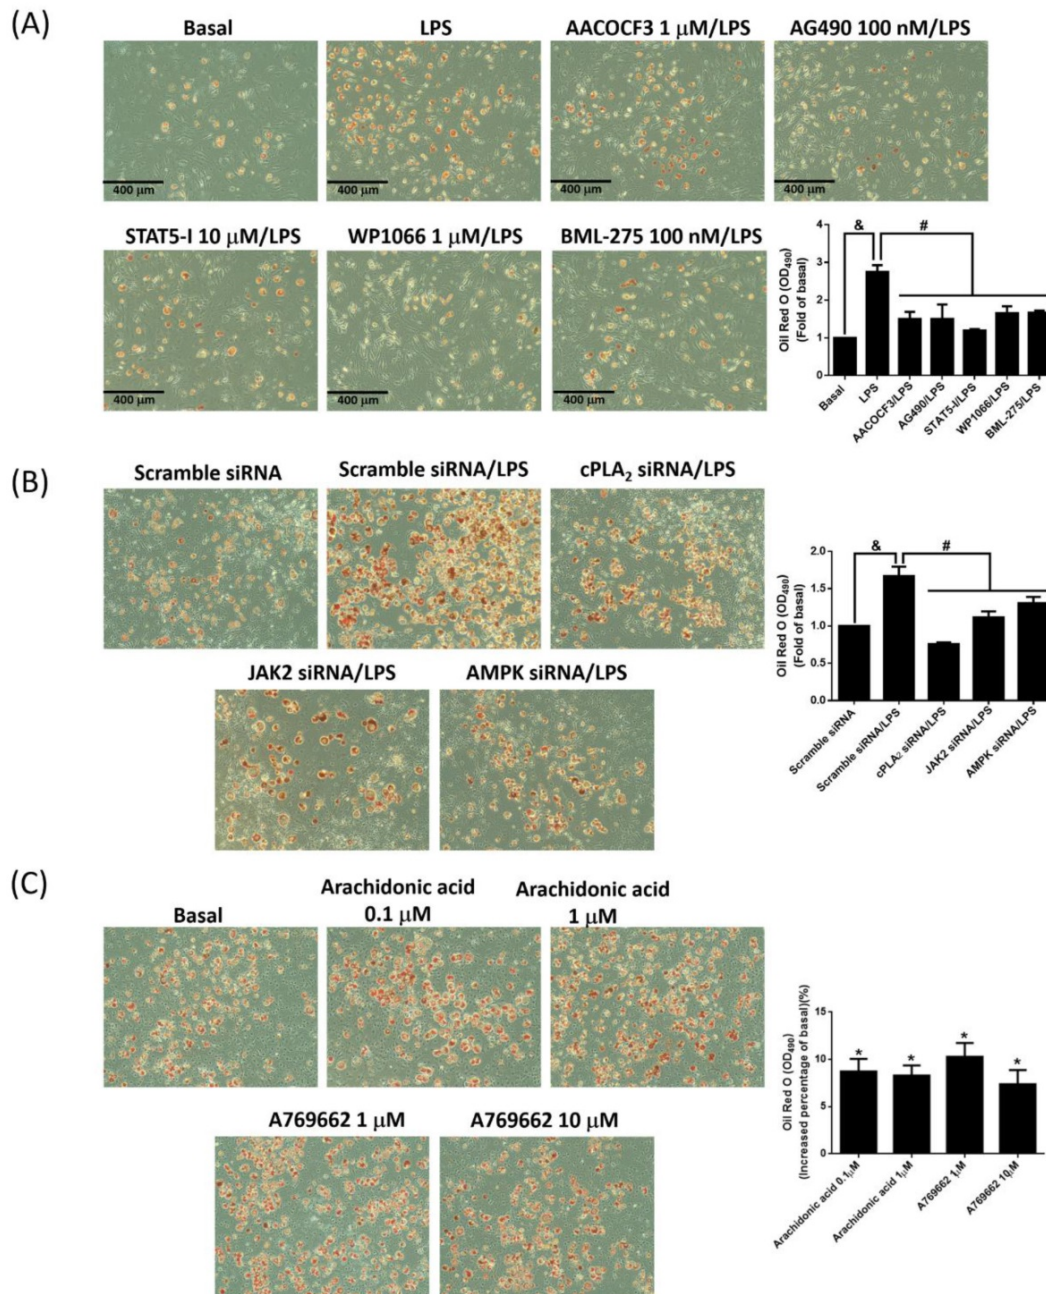 (A)
Basal
LPS
AACOCF3 1 μM/LPS
AG490 100 nM/LPS
400 μm
400 μm
400 μm
400 μm
STAT5-I 10 μM/LPS
WP1066 1 μM/LPS
BML-275 100 nM/LPS
400 μm
400 μm
400 μm
Oil Red O (OD490)
(Fold of basal)
4
3
2
1
0
&
#
Basal
LPS
AACOCF3/LPS
AG490/LPS
STAT5-I/LPS
WP1066/LPS
BML-275/LPS
(B)
Scramble siRNA
Scramble siRNA/LPS
cPLA2 siRNA/LPS
JAK2 siRNA/LPS
AMPK siRNA/LPS
Oil Red O (OD490)
(Fold of basal)
2.0
1.5
1.0
0.5
0.0
&
#
Scramble siRNA
Scramble siRNA/LPS
cPLA2 siRNA/LPS
JAK2 siRNA/LPS
AMPK siRNA/LPS
(C)
Basal
Arachidonic acid
0.1 μM
Arachidonic acid
1 μM
A769662 1 μM
A769662 10 μM
Oil Red O (OD490)
(Increased percentage of basal)(%)
15
10
5
0
*
*
*
*
Arachidonic acid 0.1μM
Arachidonic acid 1μM
A769662 1μM
A769662 10μM